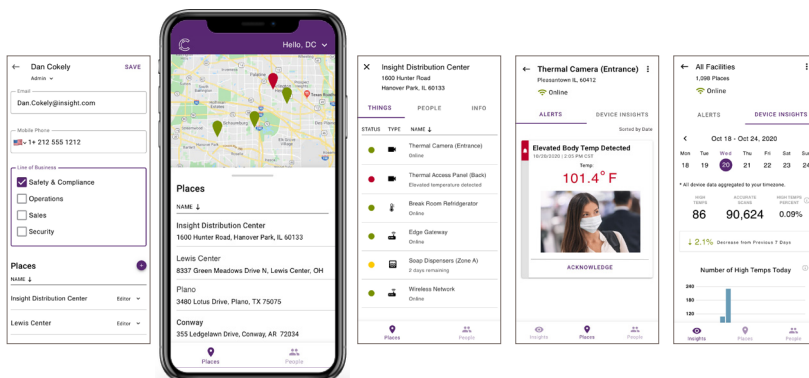 Dan Cokely
SAVE
Admin
Email
Dan.Cokely@insight.com
Mobile Phone
1+ 212 555 1212
Line of Business
Safety & Compliance
Operations
Sales
Security
Places
NAME ↓
Insight Distribution Center
Editor
Lewis Center
Editor
Hello, DC
Palatine
Schaumburg
Places
NAME ↓
Insight Distribution Center
1600 Hunter Road, Hanover Park, IL 60133
Lewis Center
8337 Green Meadows Drive N, Lewis Center, OH
Plano
3480 Lotus Drive, Plano, TX 75075
Conway
355 Ledgelawn Drive, Conway, AR 72034
Places
People
Insight Distribution Center
1600 Hunter Road
Hanover Park, IL 60133
THINGS
PEOPLE
INFO
STATUS
TYPE
NAME ↓
Thermal Camera (Entrance)
Online
Thermal Access Panel (Back)
Elevated temperature detected
Break Room Refridgerator
Online
Edge Gateway
Online
Soap Dispensers (Zone A)
2 days remaining
Wireless Network
Online
Places
People
Thermal Camera (Entrance)
Pleasantown IL, 60412
Online
ALERTS
DEVICE INSIGHTS
Sorted by Date
Elevated Body Temp Detected
10/20/2020 | 2:03 PM CST
Temp:
101.4° F
ACKNOWLEDGE
Insights
Places
People
All Facilities
1,098 Places
Online
ALERTS
DEVICE INSIGHTS
Oct 18 - Oct 24, 2020
Mon Tue Wed Thu Fri Sat Sun
18 19 20 21 22 23 24
* All device data aggregated to your timezone.
HIGH TEMPS
ACCURATE SCANS
HIGH TEMPS PERCENT
86
90,624
0.09%
↓ 2.1% Decrease from Previous 7 Days
Number of High Temps Today
240
180
120
Insights
Places
People